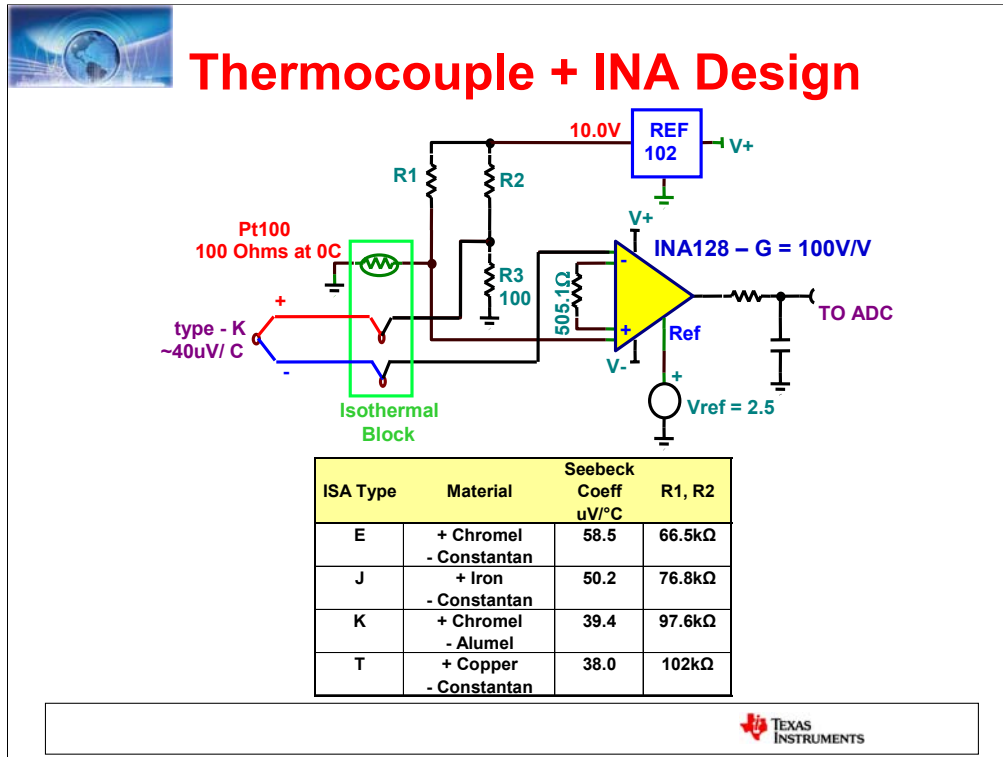 Thermocouple + INA Design
10.0V
REF
102
V+
R1
R2
Pt100
100 Ohms at 0C
V+
INA128 – G = 100V/V
-
R3
100
505.1Ω
+
TO ADC
+
type - K
~40uV/ C
-
Ref
V-
+
Vref = 2.5
Isothermal
Block
ISA Type
Material
Seebeck
Coeff
uV/°C
R1, R2
E
+ Chromel
- Constantan
58.5
66.5kΩ
J
+ Iron
- Constantan
50.2
76.8kΩ
K
+ Chromel
- Alumel
39.4
97.6kΩ
T
+ Copper
- Constantan
38.0
102kΩ
TEXAS
INSTRUMENTS